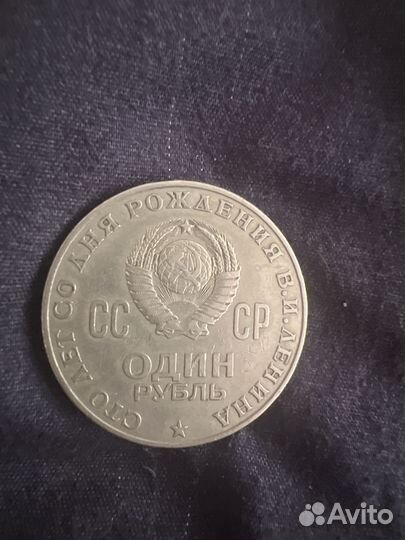 СТО ЛЕТ СО ДНЯ РОЖДЕНИЯ В.И.ЛЕНИНА
СС СР
ОДИН
РУБЛЬ
Avito